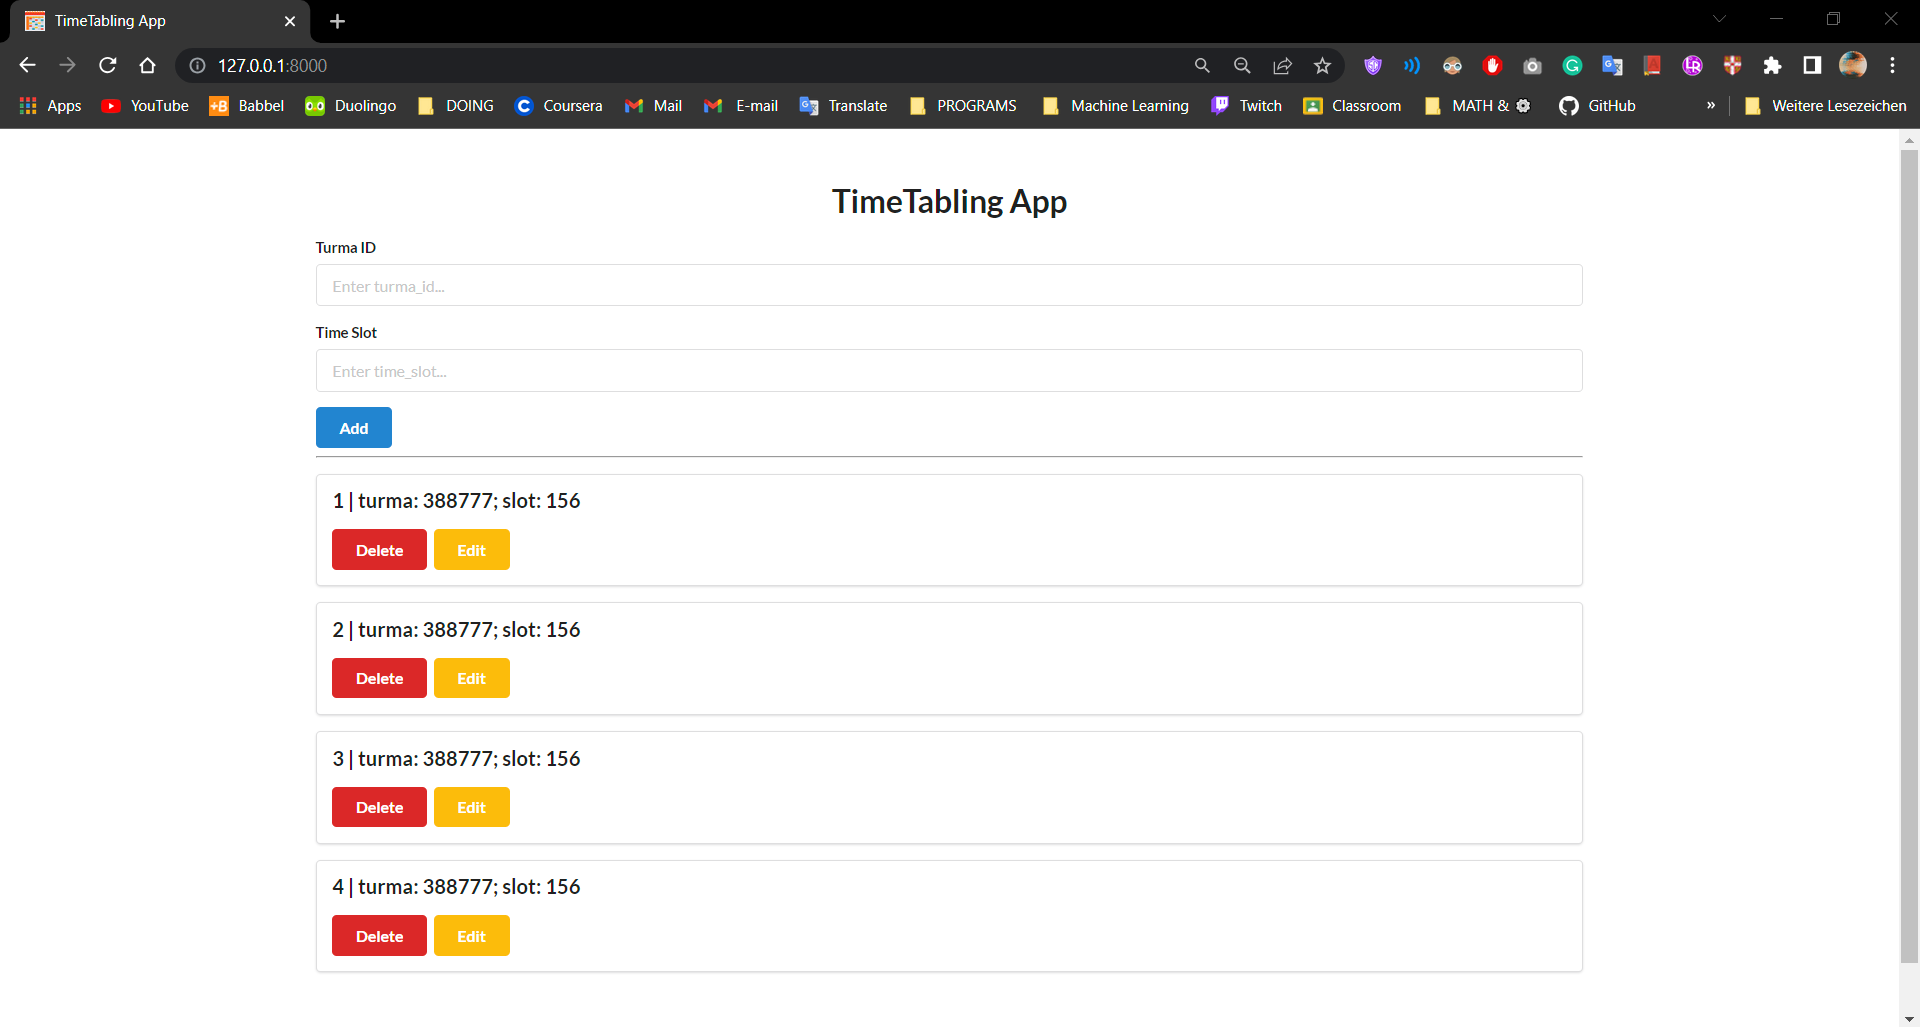 TimeTabling App
127.0.0.1:8000
Apps YouTube Babbel Duolingo DOING Coursera Mail E-mail Translate PROGRAMS Machine Learning Twitch Classroom MATH & ⚙ GitHub » Weitere Lesezeichen
TimeTabling App
Turma ID
Enter turma_id...
Time Slot
Enter time_slot...
Add
1 | turma: 388777; slot: 156
Delete Edit
2 | turma: 388777; slot: 156
Delete Edit
3 | turma: 388777; slot: 156
Delete Edit
4 | turma: 388777; slot: 156
Delete Edit